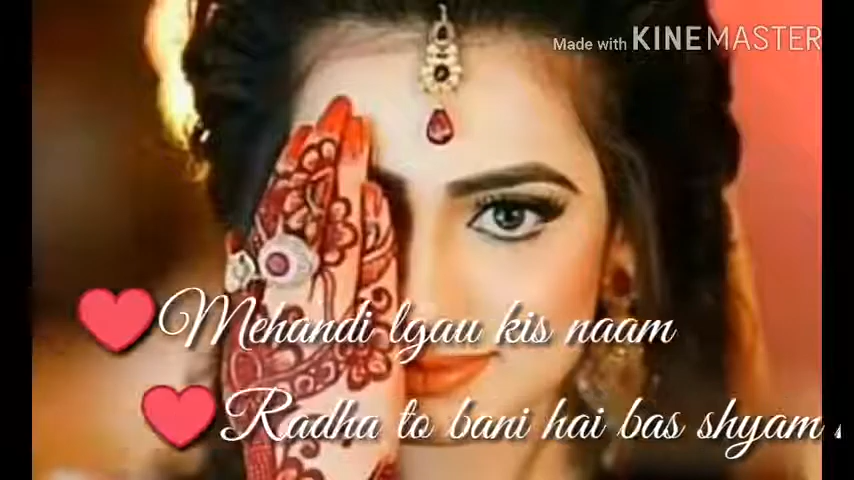 Made with KINEMASTER
Mehandi lgau kis naam
Radha to bani hai bas shyam